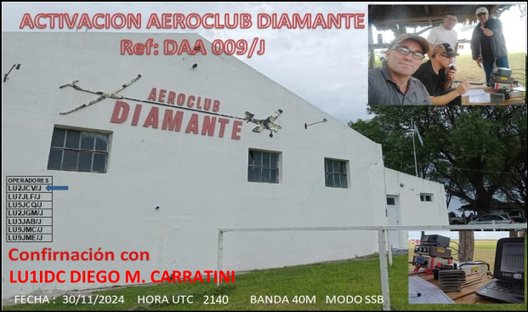 ACTIVACION AEROCLUB DIAMANTE
Ref: DAA 009/J
AEROCLUB
DIAMANTE
OPERADORES
LU2JCV/J
LU7JLF/J
LU5JCQ/J
LU2JGM/J
LU3JAB/J
LU9JMC/J
LU9JME/J
Confirnación con
LU1IDC DIEGO M. CARRATINI
FECHA : 30/11/2024 HORA UTC 2140 BANDA 40M MODO SSB